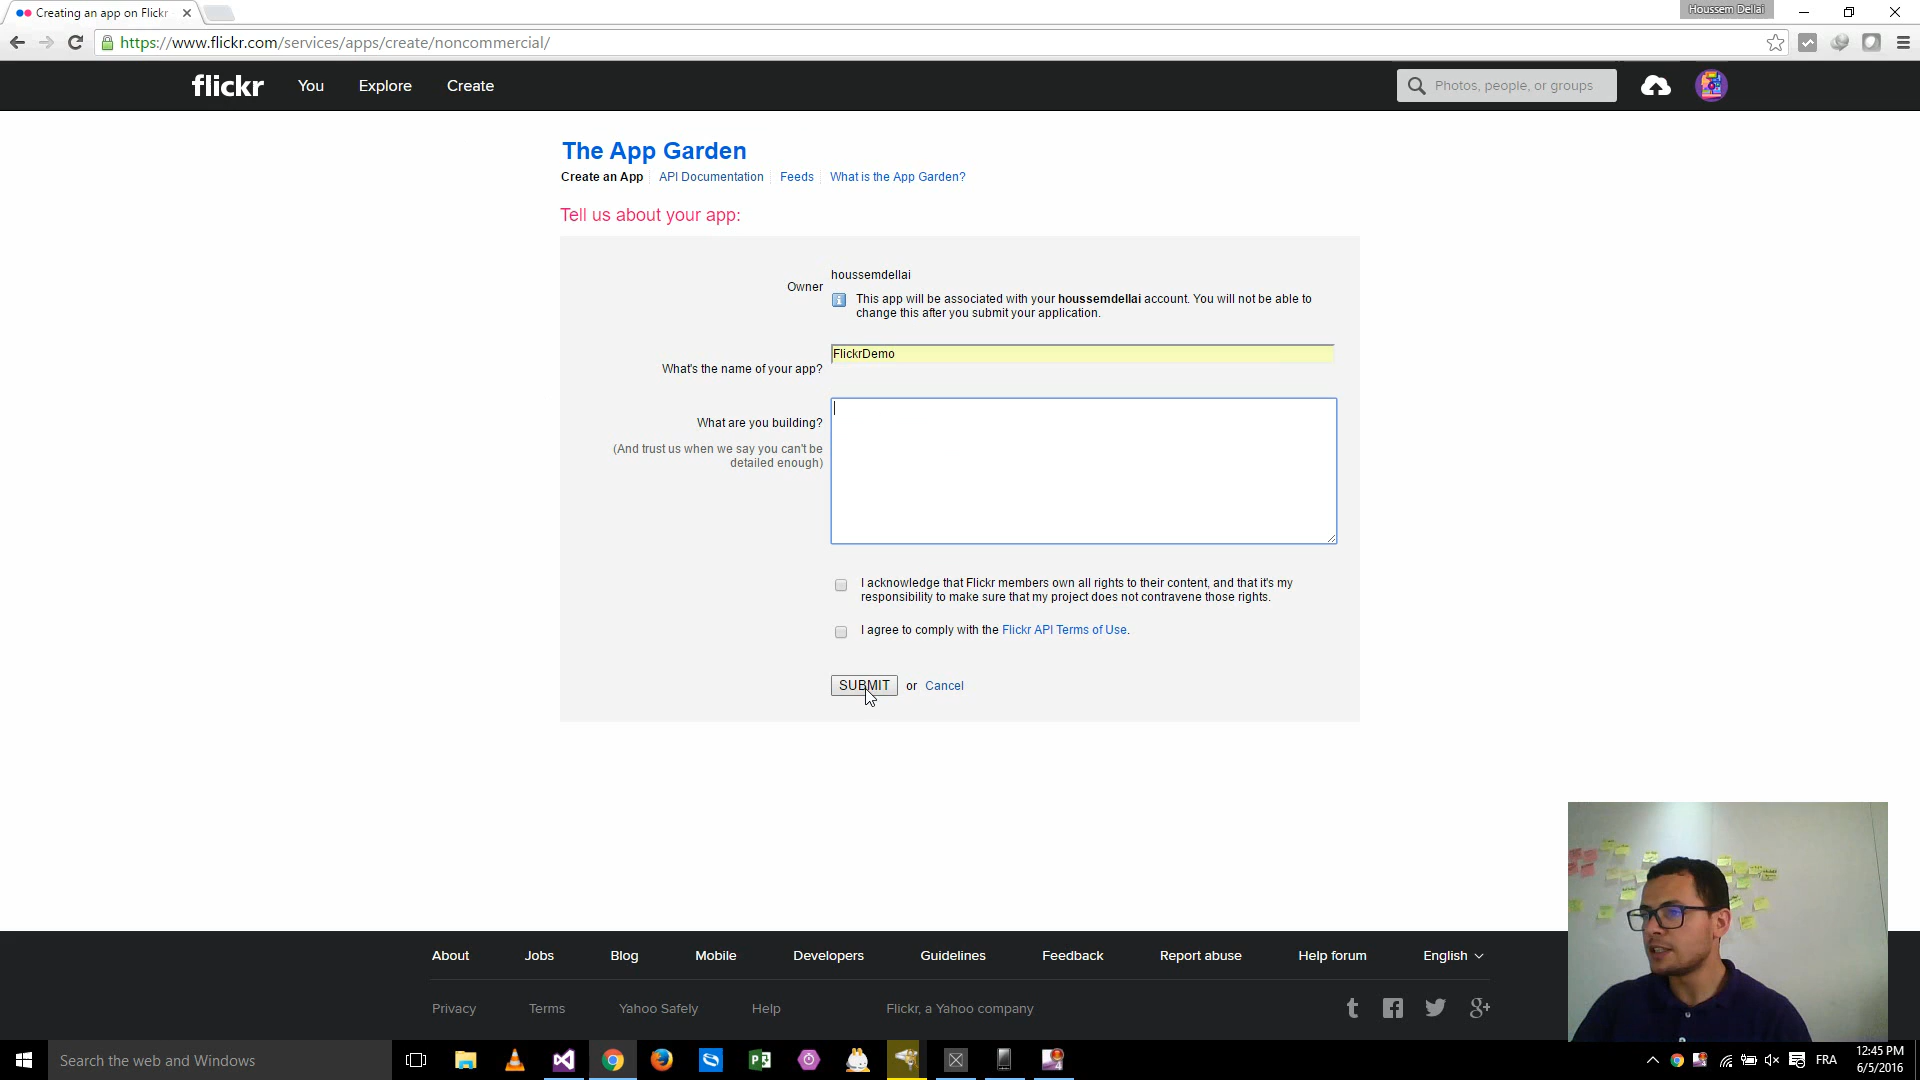 Creating an app on Flickr
Houssem Dellai
https://www.flickr.com/services/apps/create/noncommercial/
flickr
You
Explore
Create
Photos, people, or groups
The App Garden
Create an App
API Documentation
Feeds
What is the App Garden?
Tell us about your app:
Owner
houssemdellai
This app will be associated with your houssemdellai account. You will not be able to
change this after you submit your application.
What's the name of your app?
FlickrDemo
What are you building?
(And trust us when we say you can't be
detailed enough)
I acknowledge that Flickr members own all rights to their content, and that it's my
responsibility to make sure that my project does not contravene those rights.
I agree to comply with the Flickr API Terms of Use.
SUBMIT or Cancel
About
Jobs
Blog
Mobile
Developers
Guidelines
Feedback
Report abuse
Help forum
English
Privacy
Terms
Yahoo Safely
Help
Flickr, a Yahoo company
Search the web and Windows
FRA
12:45 PM
6/5/2016